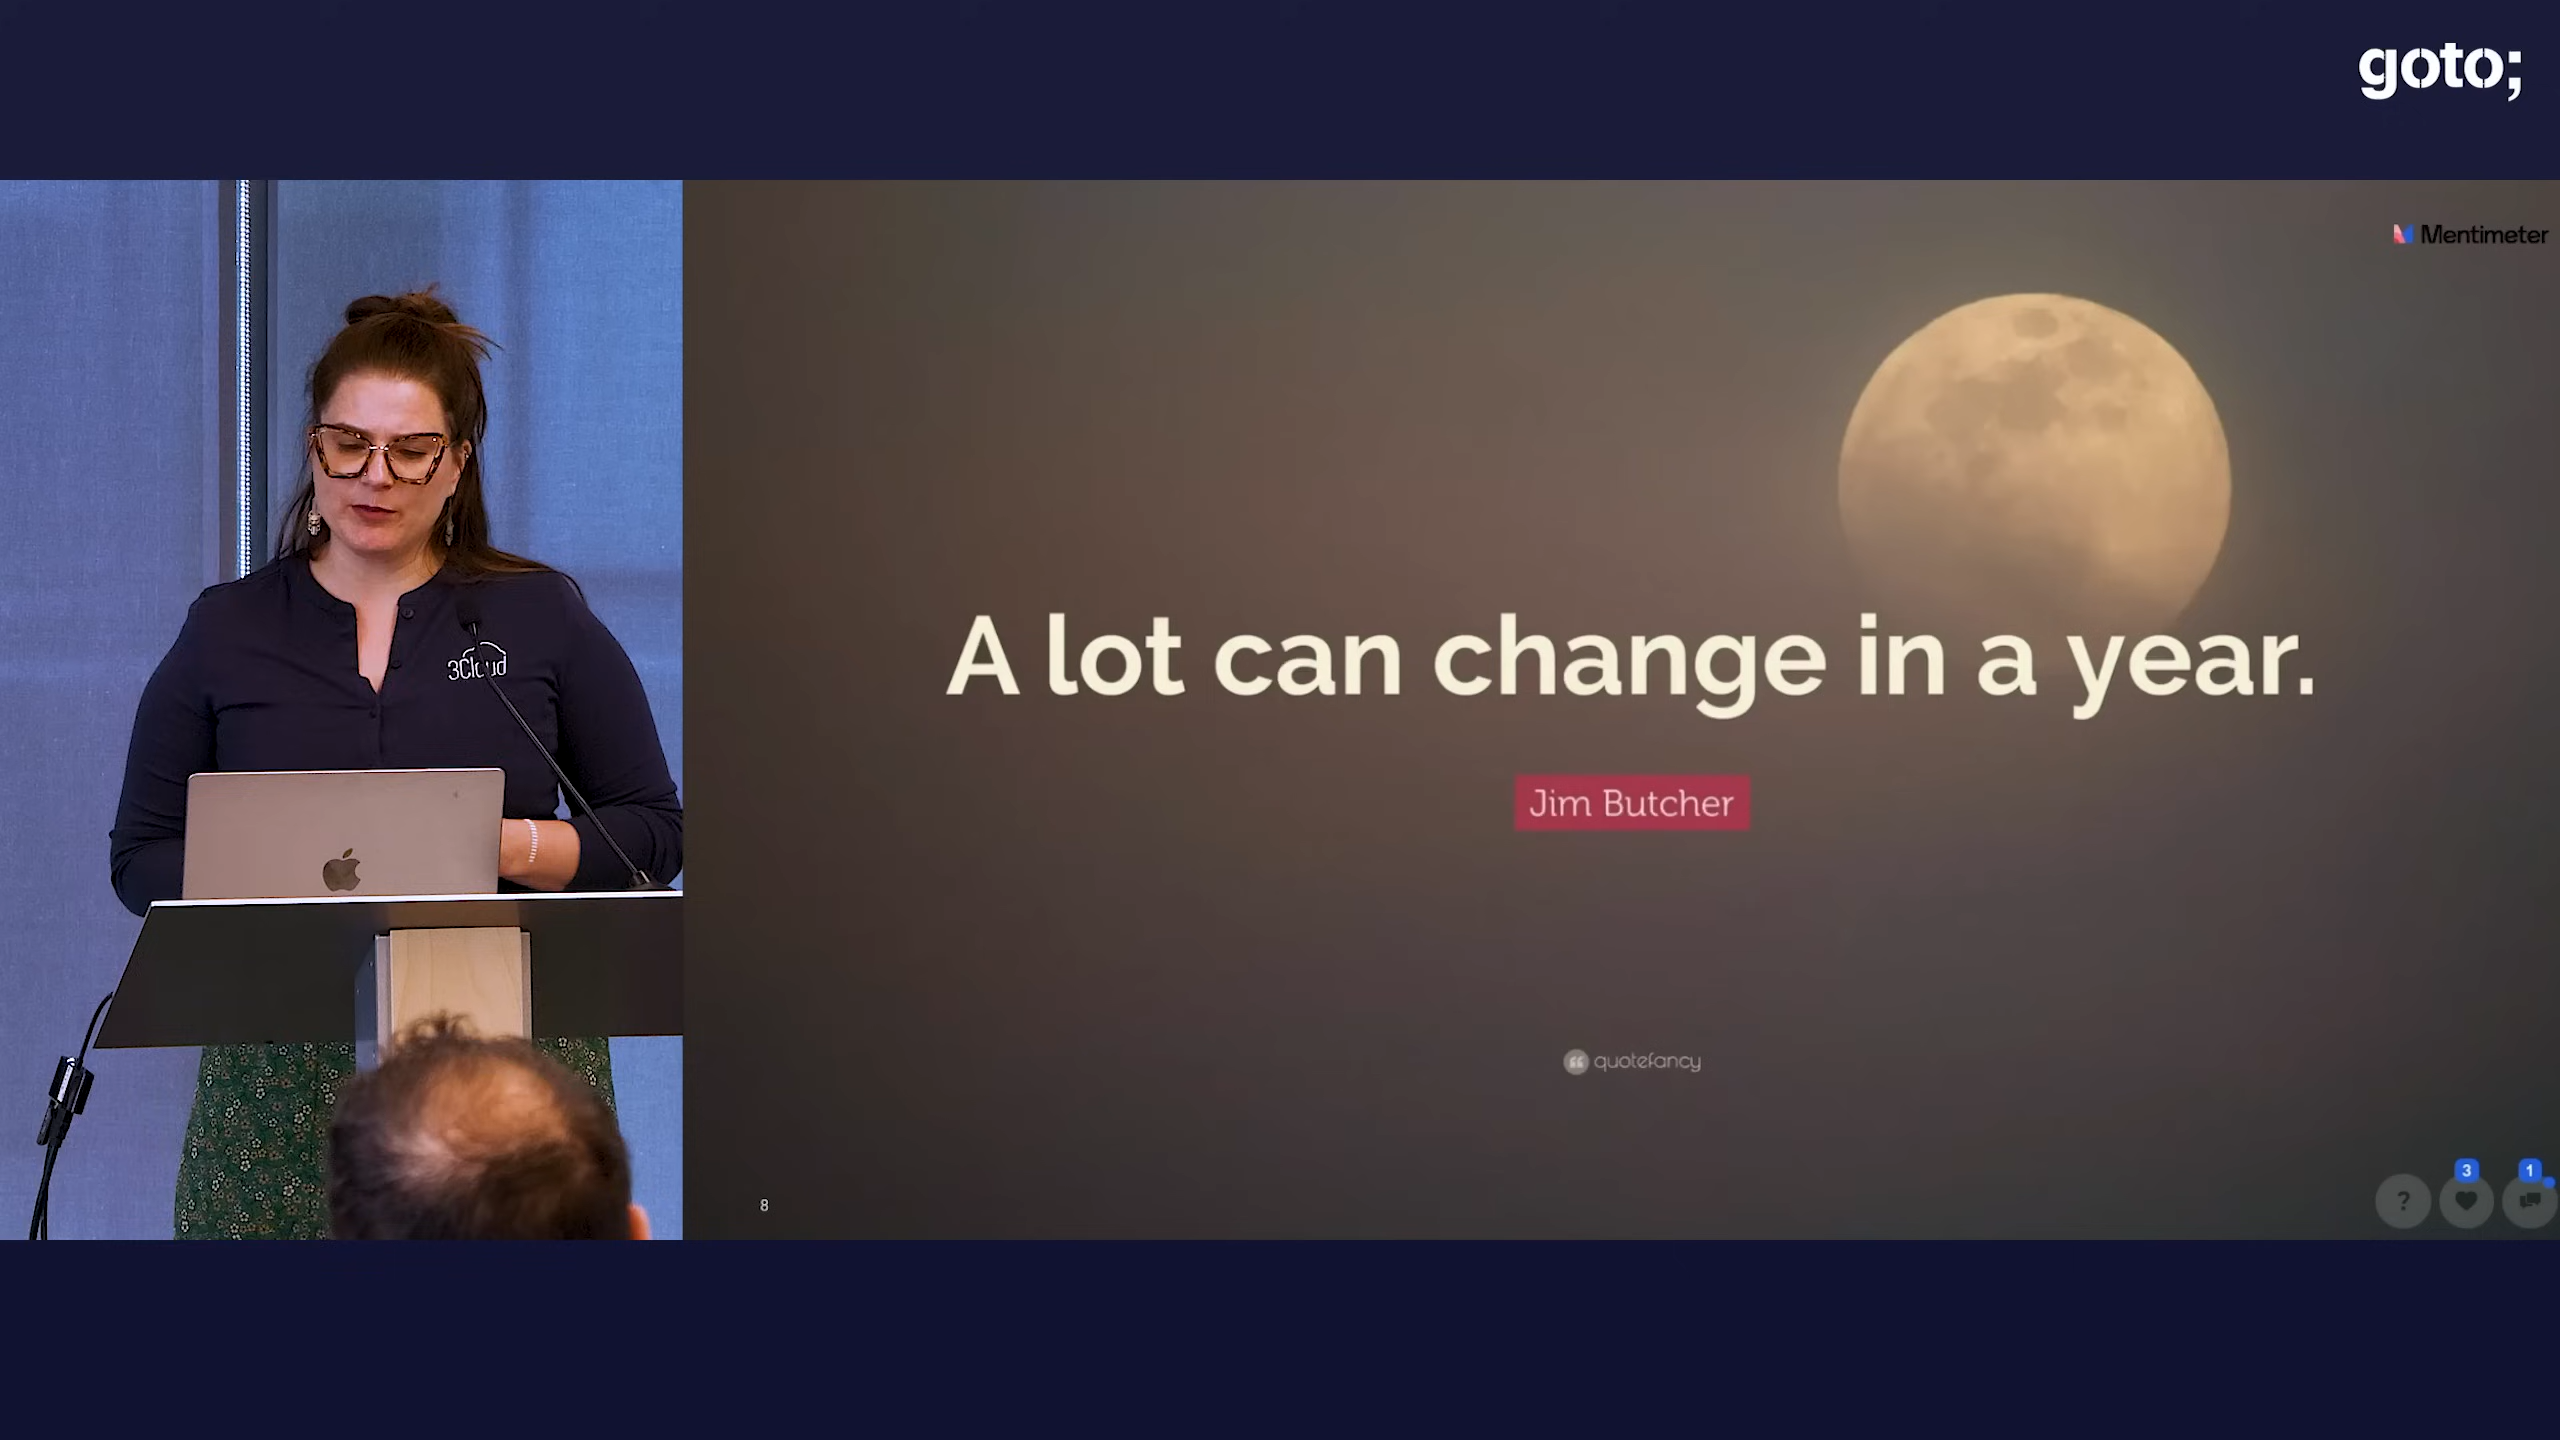 goto;
Mentimeter
3Cloud
A lot can change in a year.
Jim Butcher
quotefancy
3
1
?
8